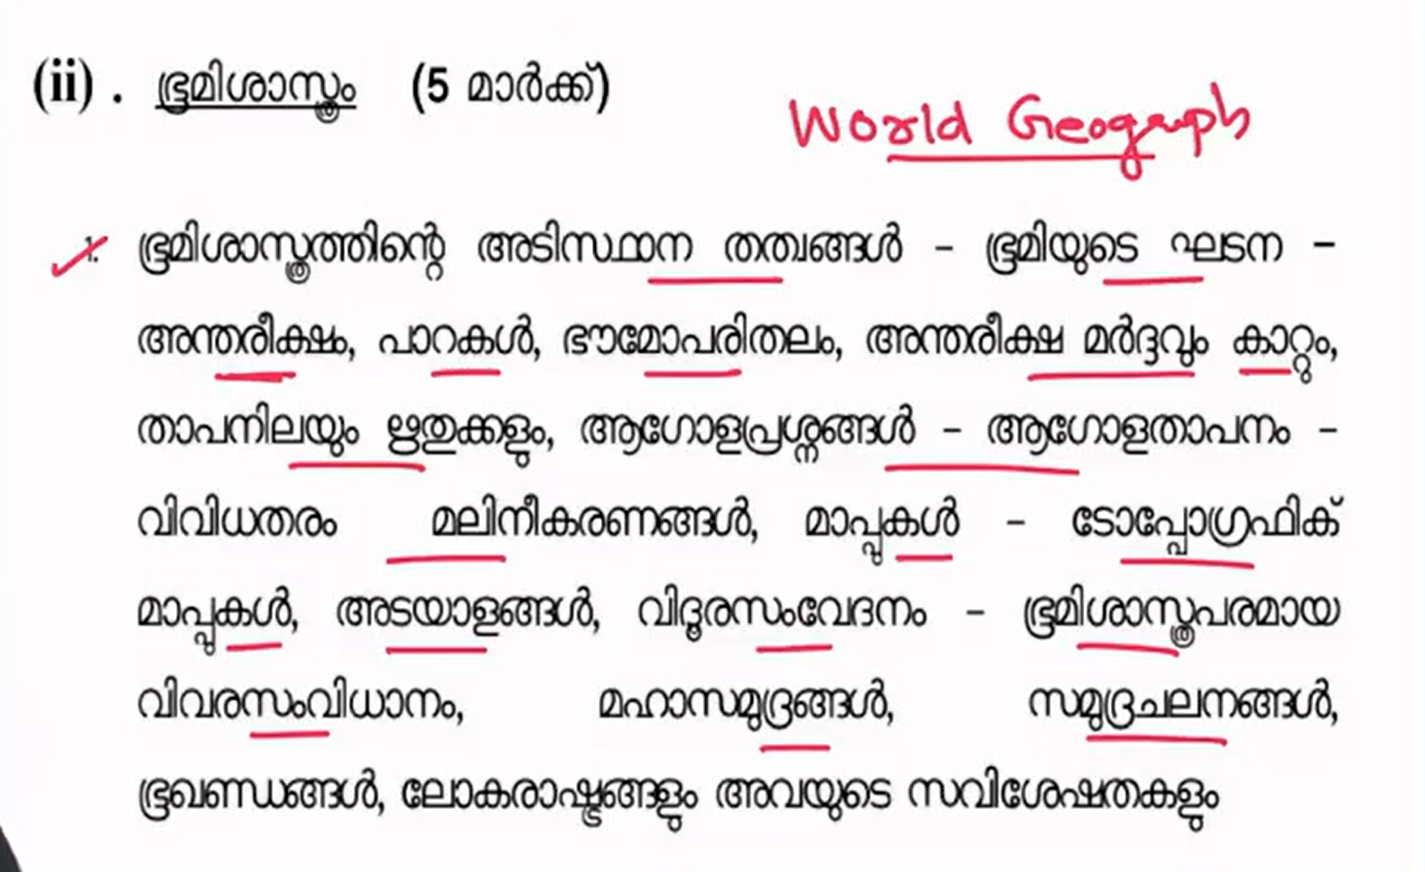 (ii) . ഭൂമിശാസ്ത്രം (5 മാർക്ക്)
World Geograph
1. ഭൂമിശാസ്ത്രത്തിന്റെ അടിസ്ഥാന തത്വങ്ങൾ – ഭൂമിയുടെ ഘടന –
അന്തരീക്ഷം, പാറകൾ, ഭൗമോപരിതലം, അന്തരീക്ഷ മർദ്ദവും കാറ്റും,
താപനിലയും ഋതുക്കളും, ആഗോളപ്രശ്നങ്ങൾ – ആഗോളതാപനം –
വിവിധതരം മലിനീകരണങ്ങൾ, മാപ്പുകൾ – ടോപ്പോഗ്രഫിക്
മാപ്പുകൾ, അടയാളങ്ങൾ, വിദൂരസംവേദനം – ഭൂമിശാസ്ത്രപരമായ
വിവരസംവിധാനം, മഹാസമുദ്രങ്ങൾ, സമുദ്രചലനങ്ങൾ,
ഭൂഖണ്ഡങ്ങൾ, ലോകരാഷ്ട്രങ്ങളും അവയുടെ സവിശേഷതകളും